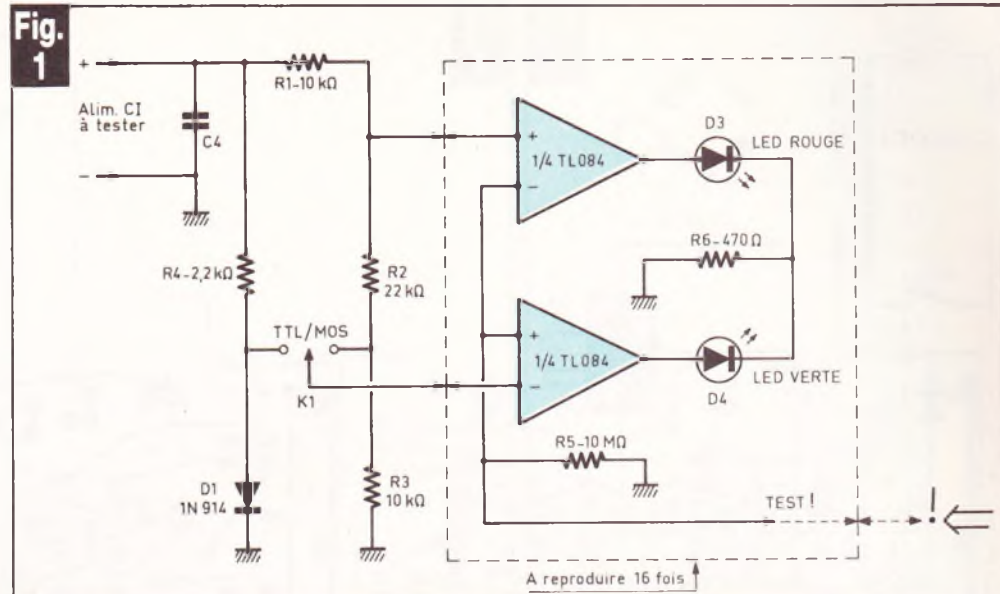 Fig.
1
+
Alim. CI
à tester
−
C4
R1-10 kΩ
R4-2,2kΩ
R2
22 kΩ
TTL/MOS
K1
D1
1N 914
R3
10 kΩ
+
1/4 TL084
−
D3
LED ROUGE
R6-470 Ω
+
1/4 TL084
−
LED VERTE
D4
R5-10 MΩ
TEST !
A reproduire 16 fois